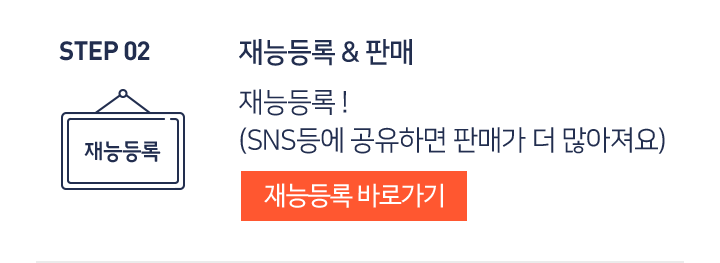 STEP 02
재능등록
재능등록 & 판매
재능등록 !
(SNS등에 공유하면 판매가 더 많아져요)
재능등록 바로가기